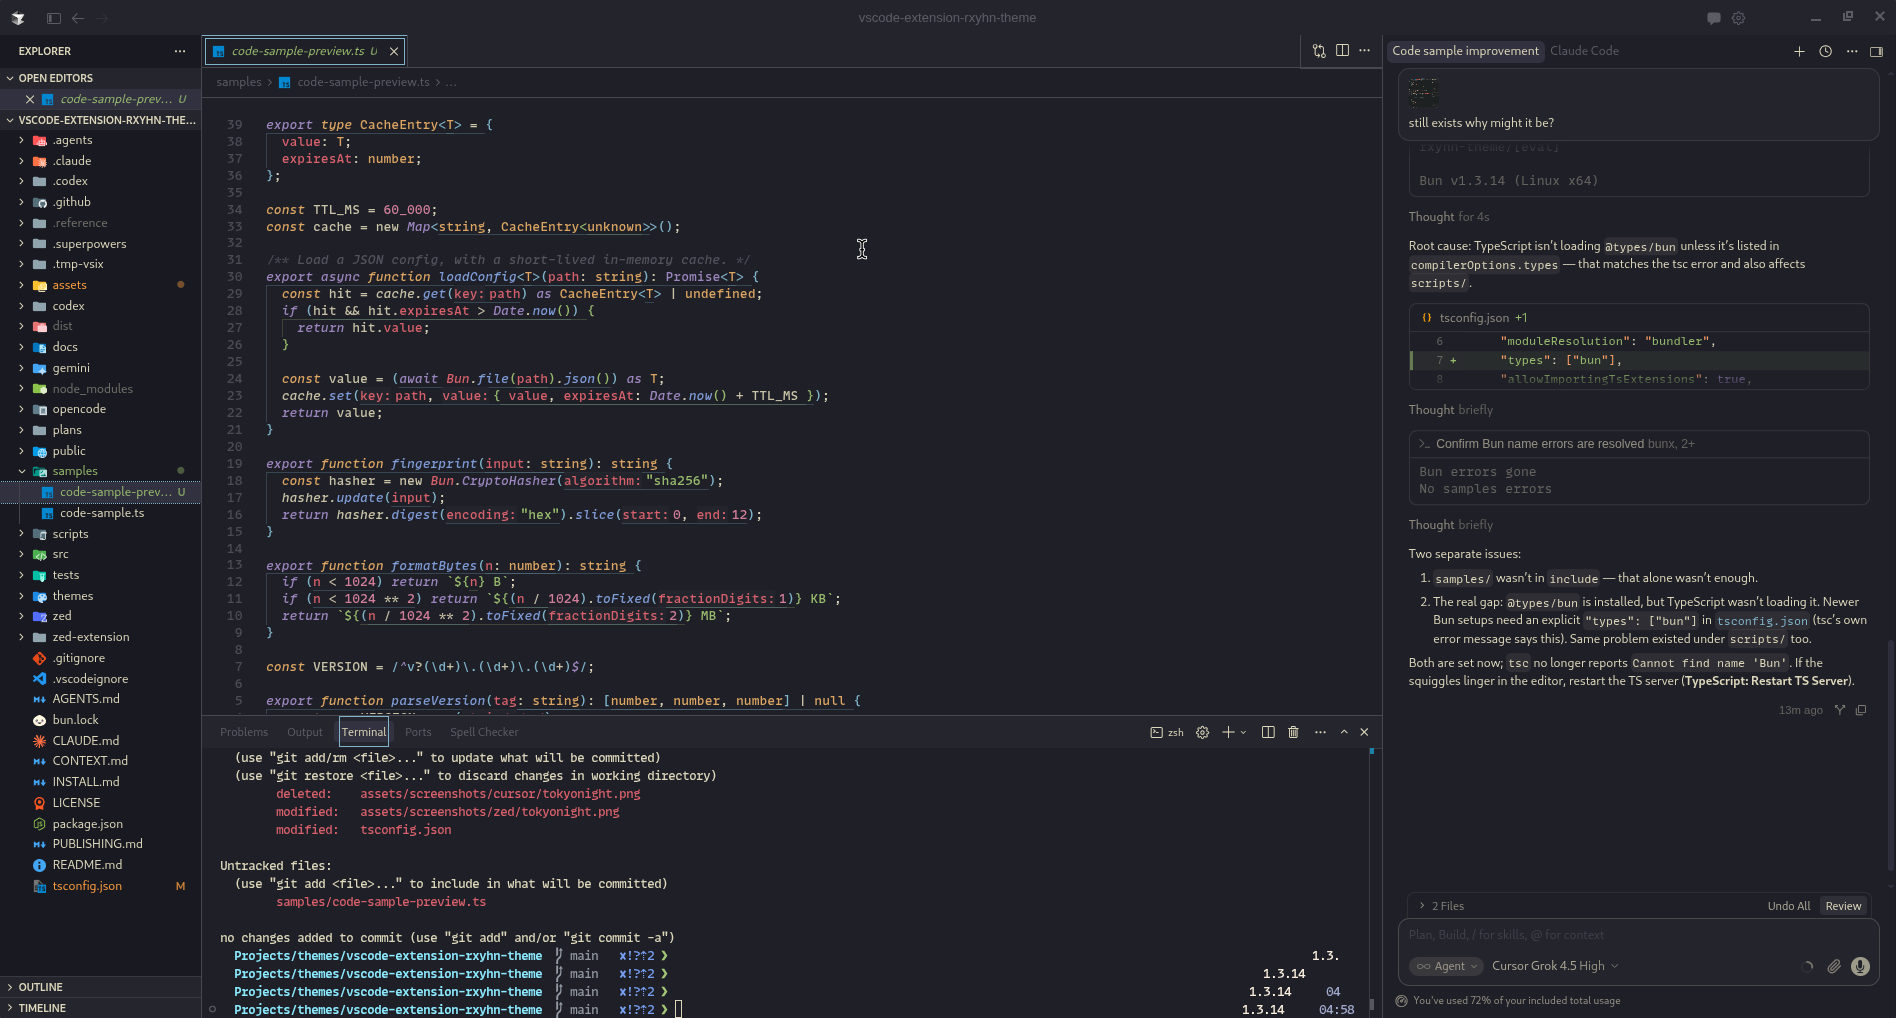 vscode-extension-rxyhn-theme
EXPLORER
OPEN EDITORS
code-sample-prev... U
VSCODE-EXTENSION-RXYHN-THE...
.agents
.claude
.codex
.github
.reference
.superpowers
.tmp-vsix
assets
codex
dist
docs
gemini
node_modules
opencode
plans
public
samples
code-sample-prev... U
code-sample.ts
scripts
src
tests
themes
zed
zed-extension
.gitignore
.vscodeignore
AGENTS.md
bun.lock
CLAUDE.md
CONTEXT.md
INSTALL.md
LICENSE
package.json
PUBLISHING.md
README.md
tsconfig.json M
OUTLINE
TIMELINE
code-sample-preview.ts U
samples > code-sample-preview.ts > ...
39 export type CacheEntry<T> = {
38 value: T;
37 expiresAt: number;
36 };
35
34 const TTL_MS = 60_000;
33 const cache = new Map<string, CacheEntry<unknown>>();
32
31 /** Load a JSON config, with a short-lived in-memory cache. */
30 export async function loadConfig<T>(path: string): Promise<T> {
29 const hit = cache.get(key: path) as CacheEntry<T> | undefined;
28 if (hit && hit.expiresAt > Date.now()) {
27 return hit.value;
26 }
25
24 const value = (await Bun.file(path).json()) as T;
23 cache.set(key: path, value: { value, expiresAt: Date.now() + TTL_MS });
22 return value;
21 }
20
19 export function fingerprint(input: string): string {
18 const hasher = new Bun.CryptoHasher(algorithm: "sha256");
17 hasher.update(input);
16 return hasher.digest(encoding: "hex").slice(start: 0, end: 12);
15 }
14
13 export function formatBytes(n: number): string {
12 if (n < 1024) return `${n} B`;
11 if (n < 1024 ** 2) return `${(n / 1024).toFixed(fractionDigits: 1)} KB`;
10 return `${(n / 1024 ** 2).toFixed(fractionDigits: 2)} MB`;
9 }
8
7 const VERSION = /^v?(\d+)\.(\d+)\.(\d+)$/;
6
5 export function parseVersion(tag: string): [number, number, number] | null {
Problems Output Terminal Ports Spell Checker
zsh
(use "git add/rm <file>..." to update what will be committed)
(use "git restore <file>..." to discard changes in working directory)
deleted: assets/screenshots/cursor/tokyonight.png
modified: assets/screenshots/zed/tokyonight.png
modified: tsconfig.json
Untracked files:
(use "git add <file>..." to include in what will be committed)
samples/code-sample-preview.ts
no changes added to commit (use "git add" and/or "git commit -a")
Projects/themes/vscode-extension-rxyhn-theme main x!?⇡2 ❯ 1.3.
Projects/themes/vscode-extension-rxyhn-theme main x!?⇡2 ❯ 1.3.14
Projects/themes/vscode-extension-rxyhn-theme main x!?⇡2 ❯ 1.3.14 04
Projects/themes/vscode-extension-rxyhn-theme main x!?⇡2 ❯ 1.3.14 04:58
Code sample improvement Claude Code
still exists why might it be?
rxyhn-theme/[eval]
Bun v1.3.14 (Linux x64)
Thought for 4s
Root cause: TypeScript isn't loading @types/bun unless it's listed in
compilerOptions.types — that matches the tsc error and also affects
scripts/.
tsconfig.json +1
6 "moduleResolution": "bundler",
7 + "types": ["bun"],
8 "allowImportingTsExtensions": true,
Thought briefly
Confirm Bun name errors are resolved bunx, 2+
Bun errors gone
No samples errors
Thought briefly
Two separate issues:
1. samples/ wasn't in include — that alone wasn't enough.
2. The real gap: @types/bun is installed, but TypeScript wasn't loading it. Newer
Bun setups need an explicit "types": ["bun"] in tsconfig.json (tsc's own
error message says this). Same problem existed under scripts/ too.
Both are set now; tsc no longer reports Cannot find name 'Bun'. If the
squiggles linger in the editor, restart the TS server (TypeScript: Restart TS Server).
13m ago
2 Files Undo All Review
Plan, Build, / for skills, @ for context
Agent Cursor Grok 4.5 High
You've used 72% of your included total usage